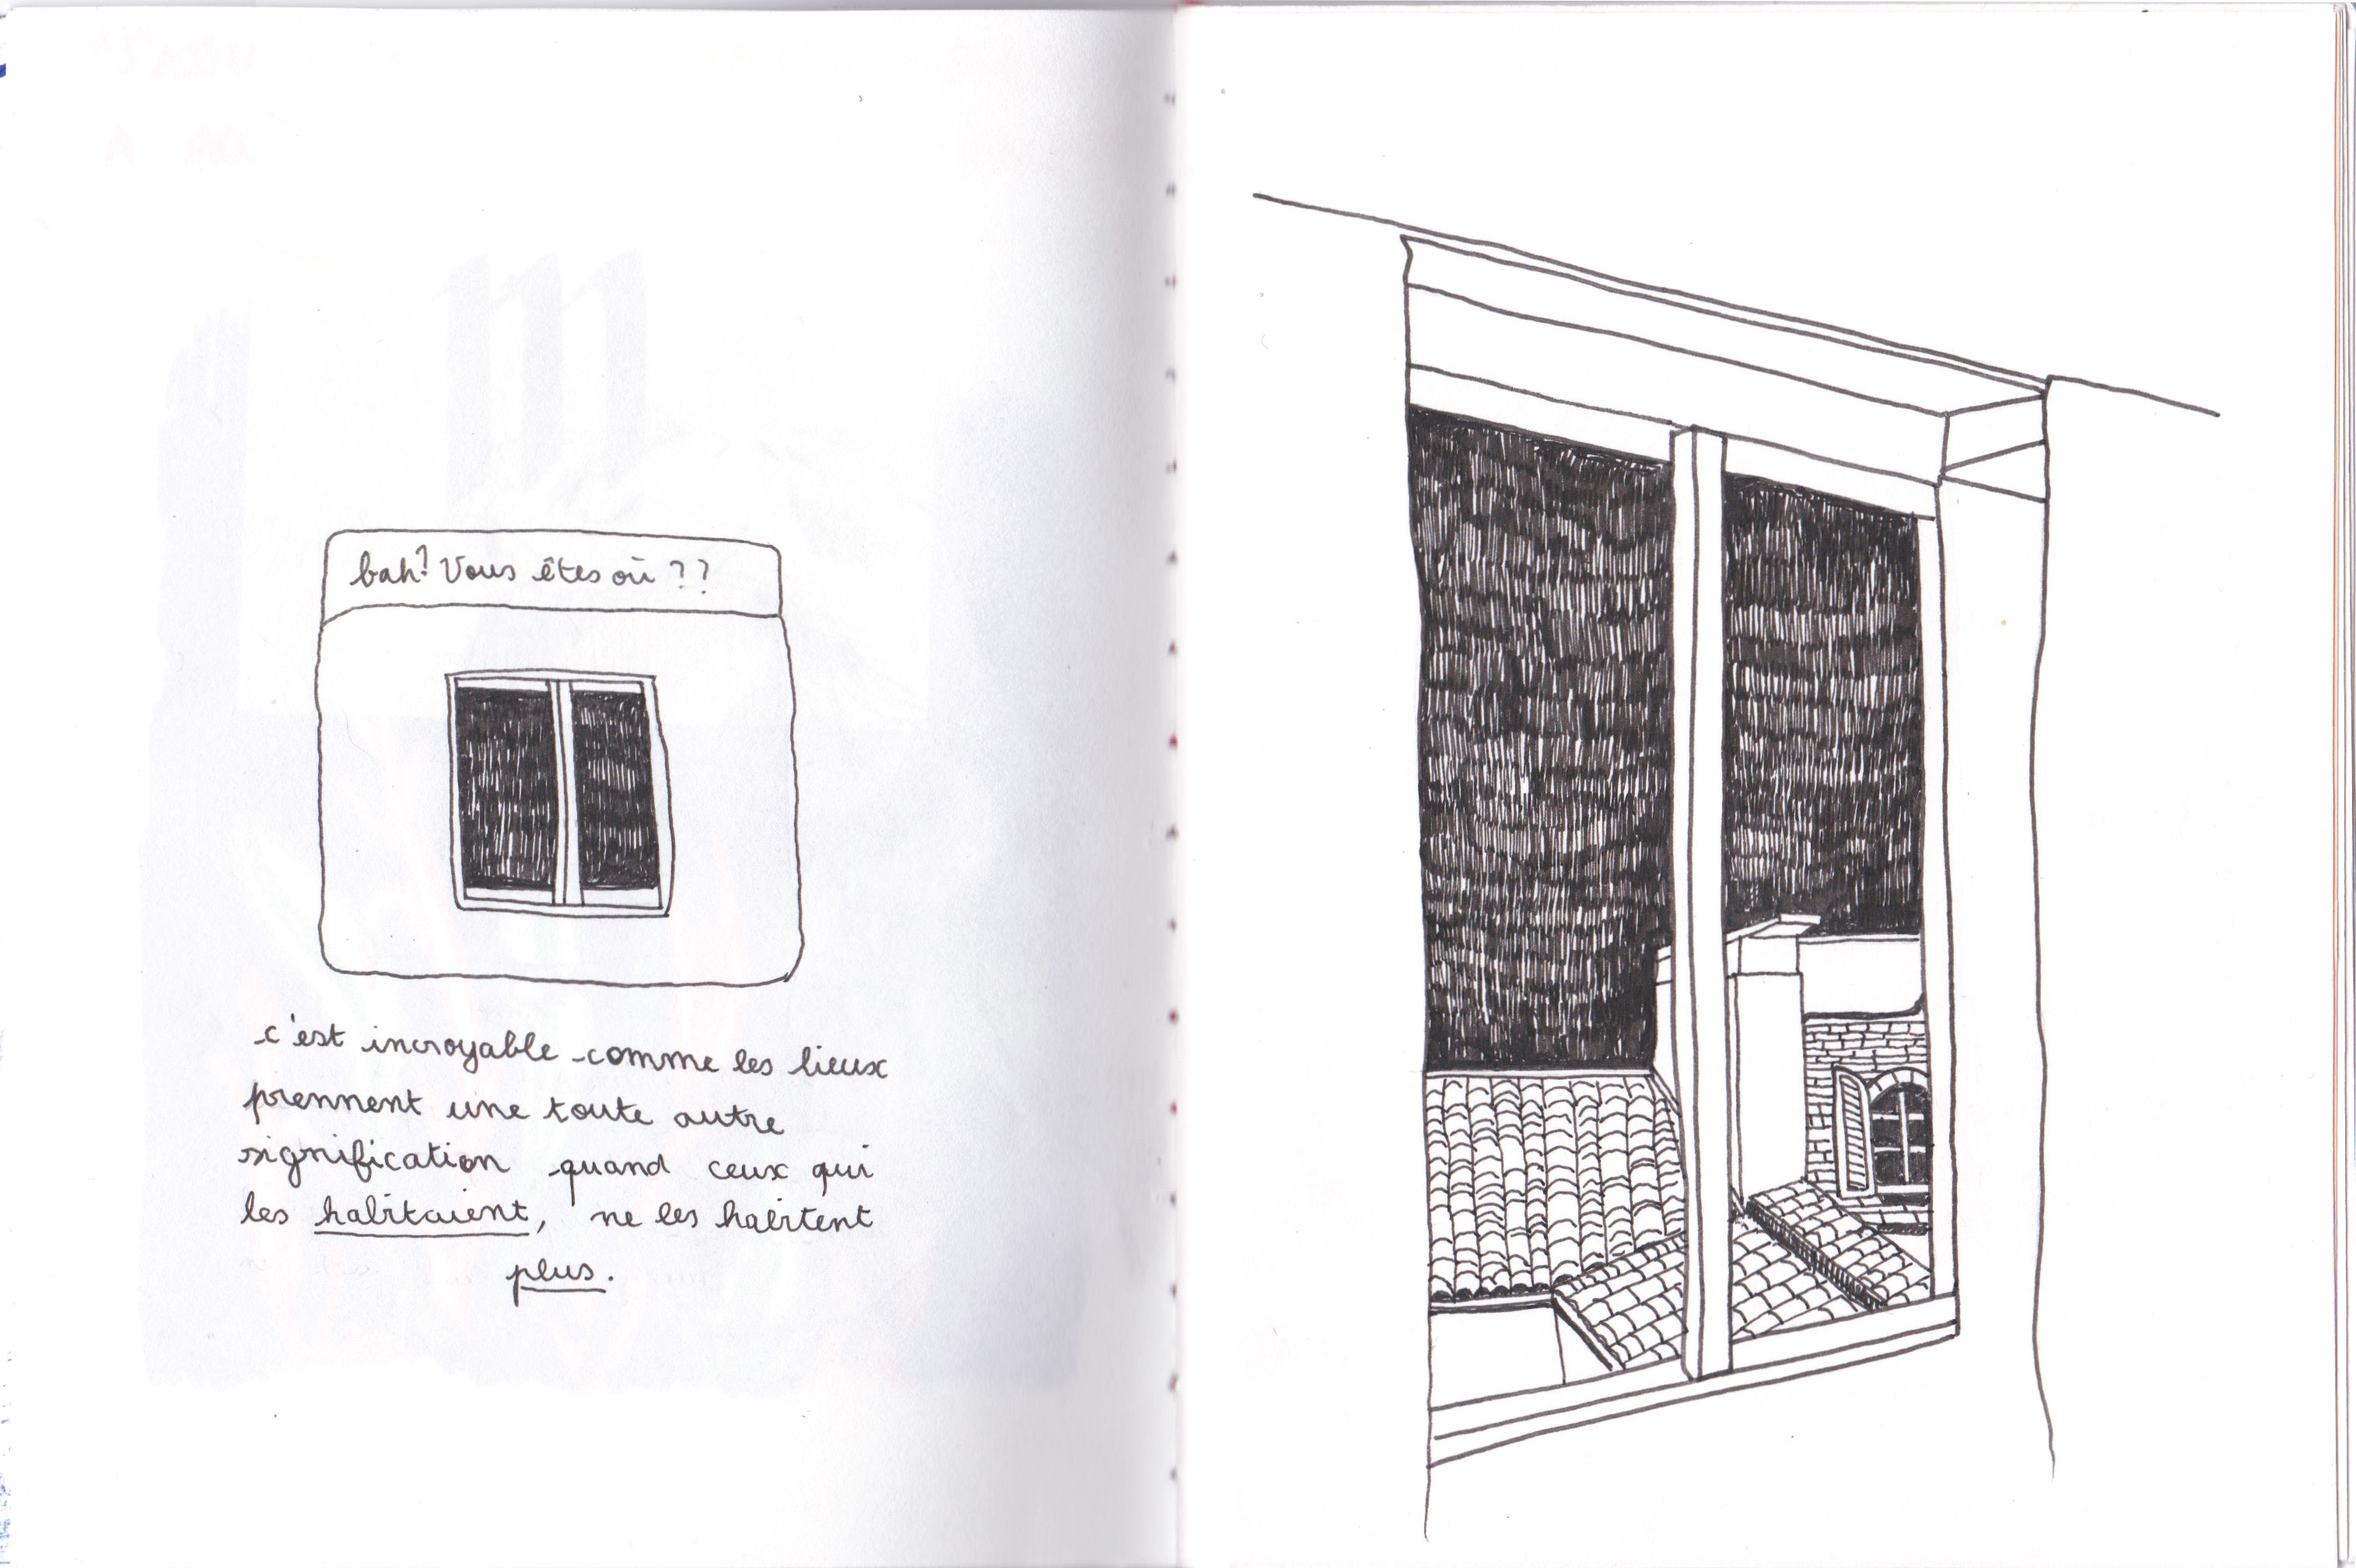 bah? Vous êtes où ??
c'est incroyable comme les lieux
prennent une toute autre
signification quand ceux qui
les habitaient, ne les habitent
plus.